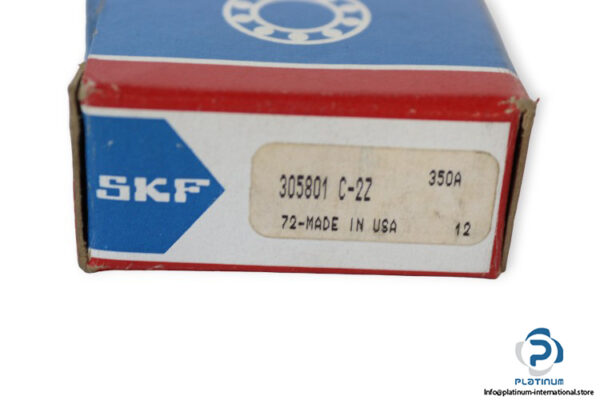 SKF
305801 C-2Z 350A
72-MADE IN USA 12
PLATINUM
Info@platinum-international.store